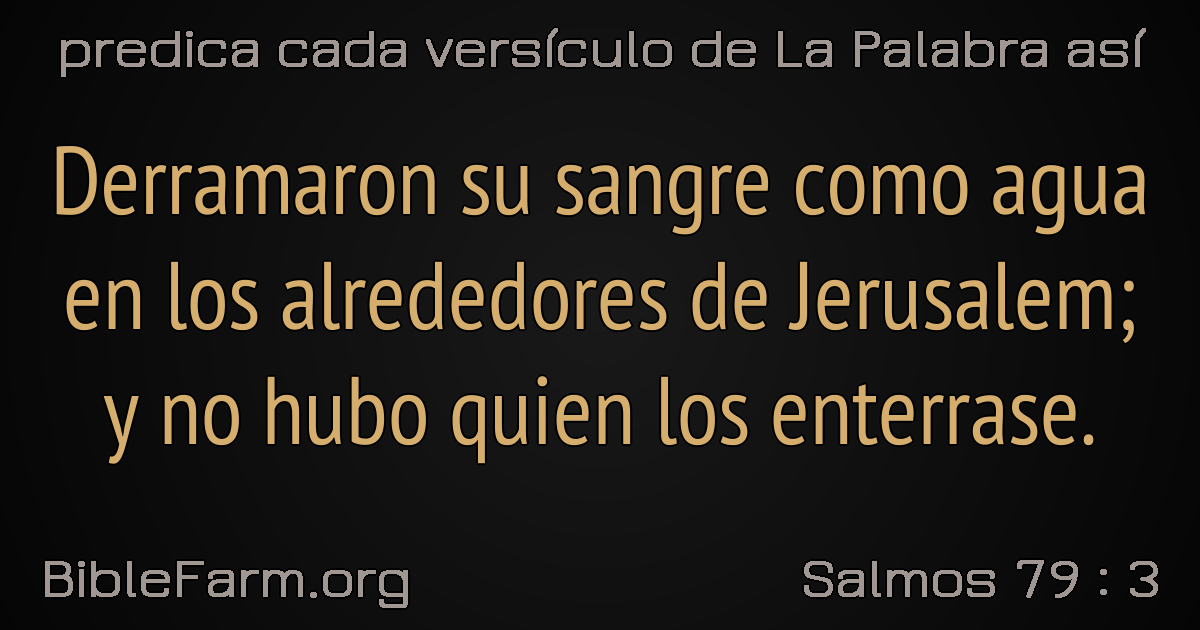 predica cada versículo de La Palabra así
Derramaron su sangre como agua
en los alrededores de Jerusalem;
y no hubo quien los enterrase.
BibleFarm.org
Salmos 79 : 3